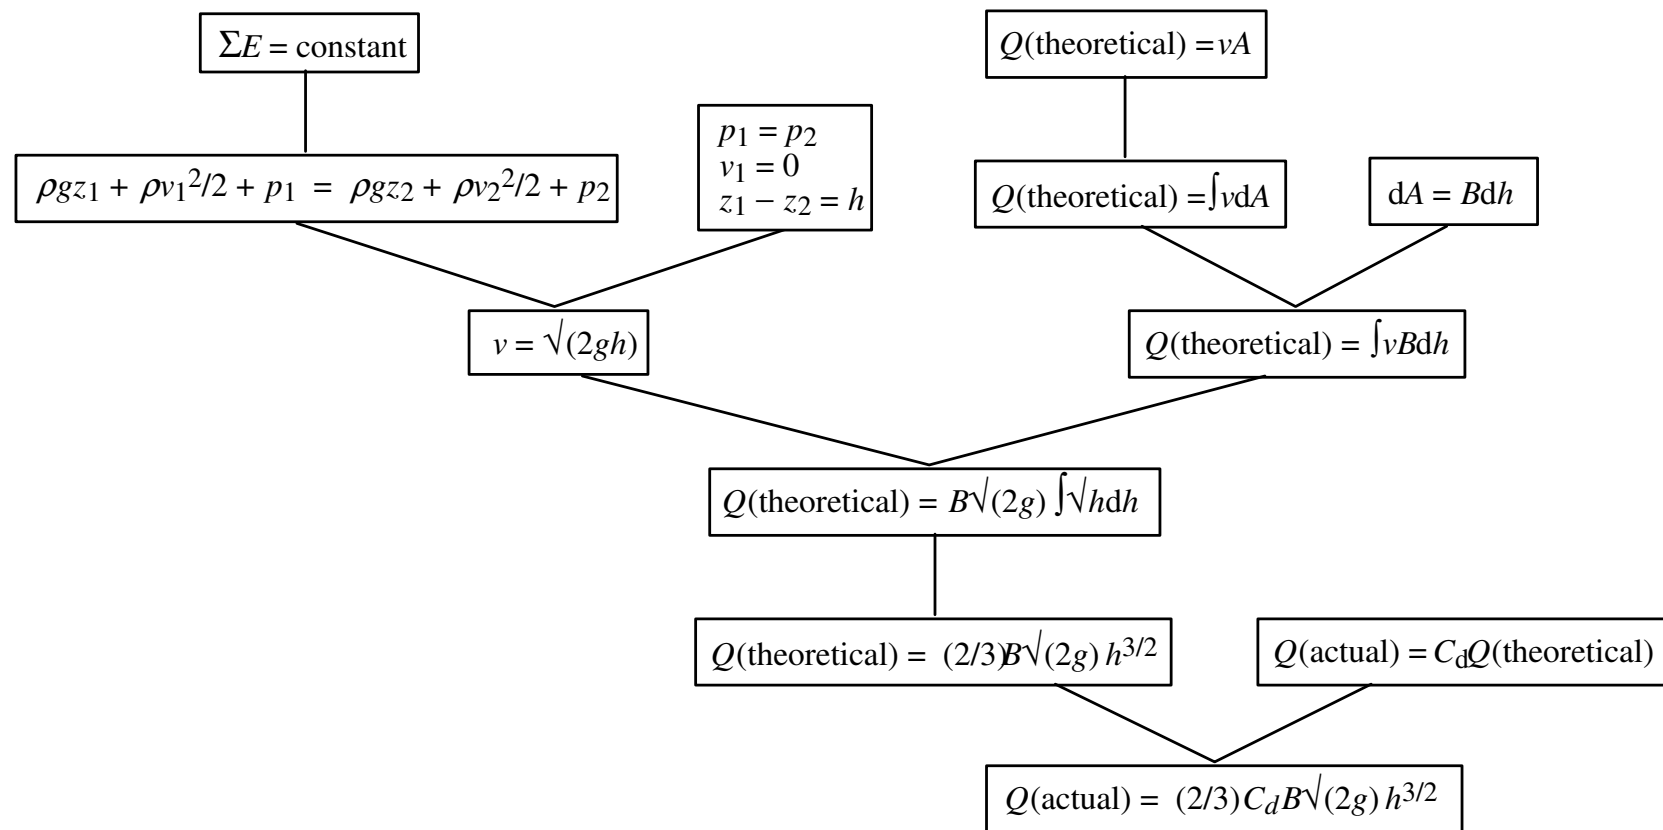 ΣE = constant
Q(theoretical) = vA
p₁ = p₂
v₁ = 0
z₁ − z₂ = h
ρgz₁ + ρv₁²/2 + p₁ = ρgz₂ + ρv₂²/2 + p₂
Q(theoretical) = ∫vdA
dA = Bdh
v = √(2gh)
Q(theoretical) = ∫vBdh
Q(theoretical) = B√(2g) ∫√hdh
Q(theoretical) = (2/3)B√(2g) h^{3/2}
Q(actual) = C_dQ(theoretical)
Q(actual) = (2/3)C_dB√(2g) h^{3/2}